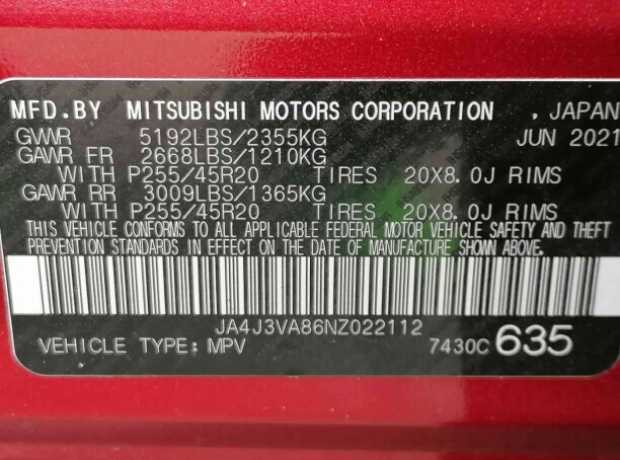 MFD.BY MITSUBISHI MOTORS CORPORATION , JAPAN
GVWR 5192LBS/2355KG JUN 2021
GAWR FR 2668LBS/1210KG
WITH P255/45R20 TIRES 20X8.0J RIMS
GAWR RR 3009LBS/1365KG
WITH P255/45R20 TIRES 20X8.0J RIMS
THIS VEHICLE CONFORMS TO ALL APPLICABLE FEDERAL MOTOR VEHICLE SAFETY AND THEFT
PREVENTION STANDARDS IN EFFECT ON THE DATE OF MANUFACTURE SHOWN ABOVE.
JA4J3VA86NZ022112
VEHICLE TYPE: MPV 7430C 635